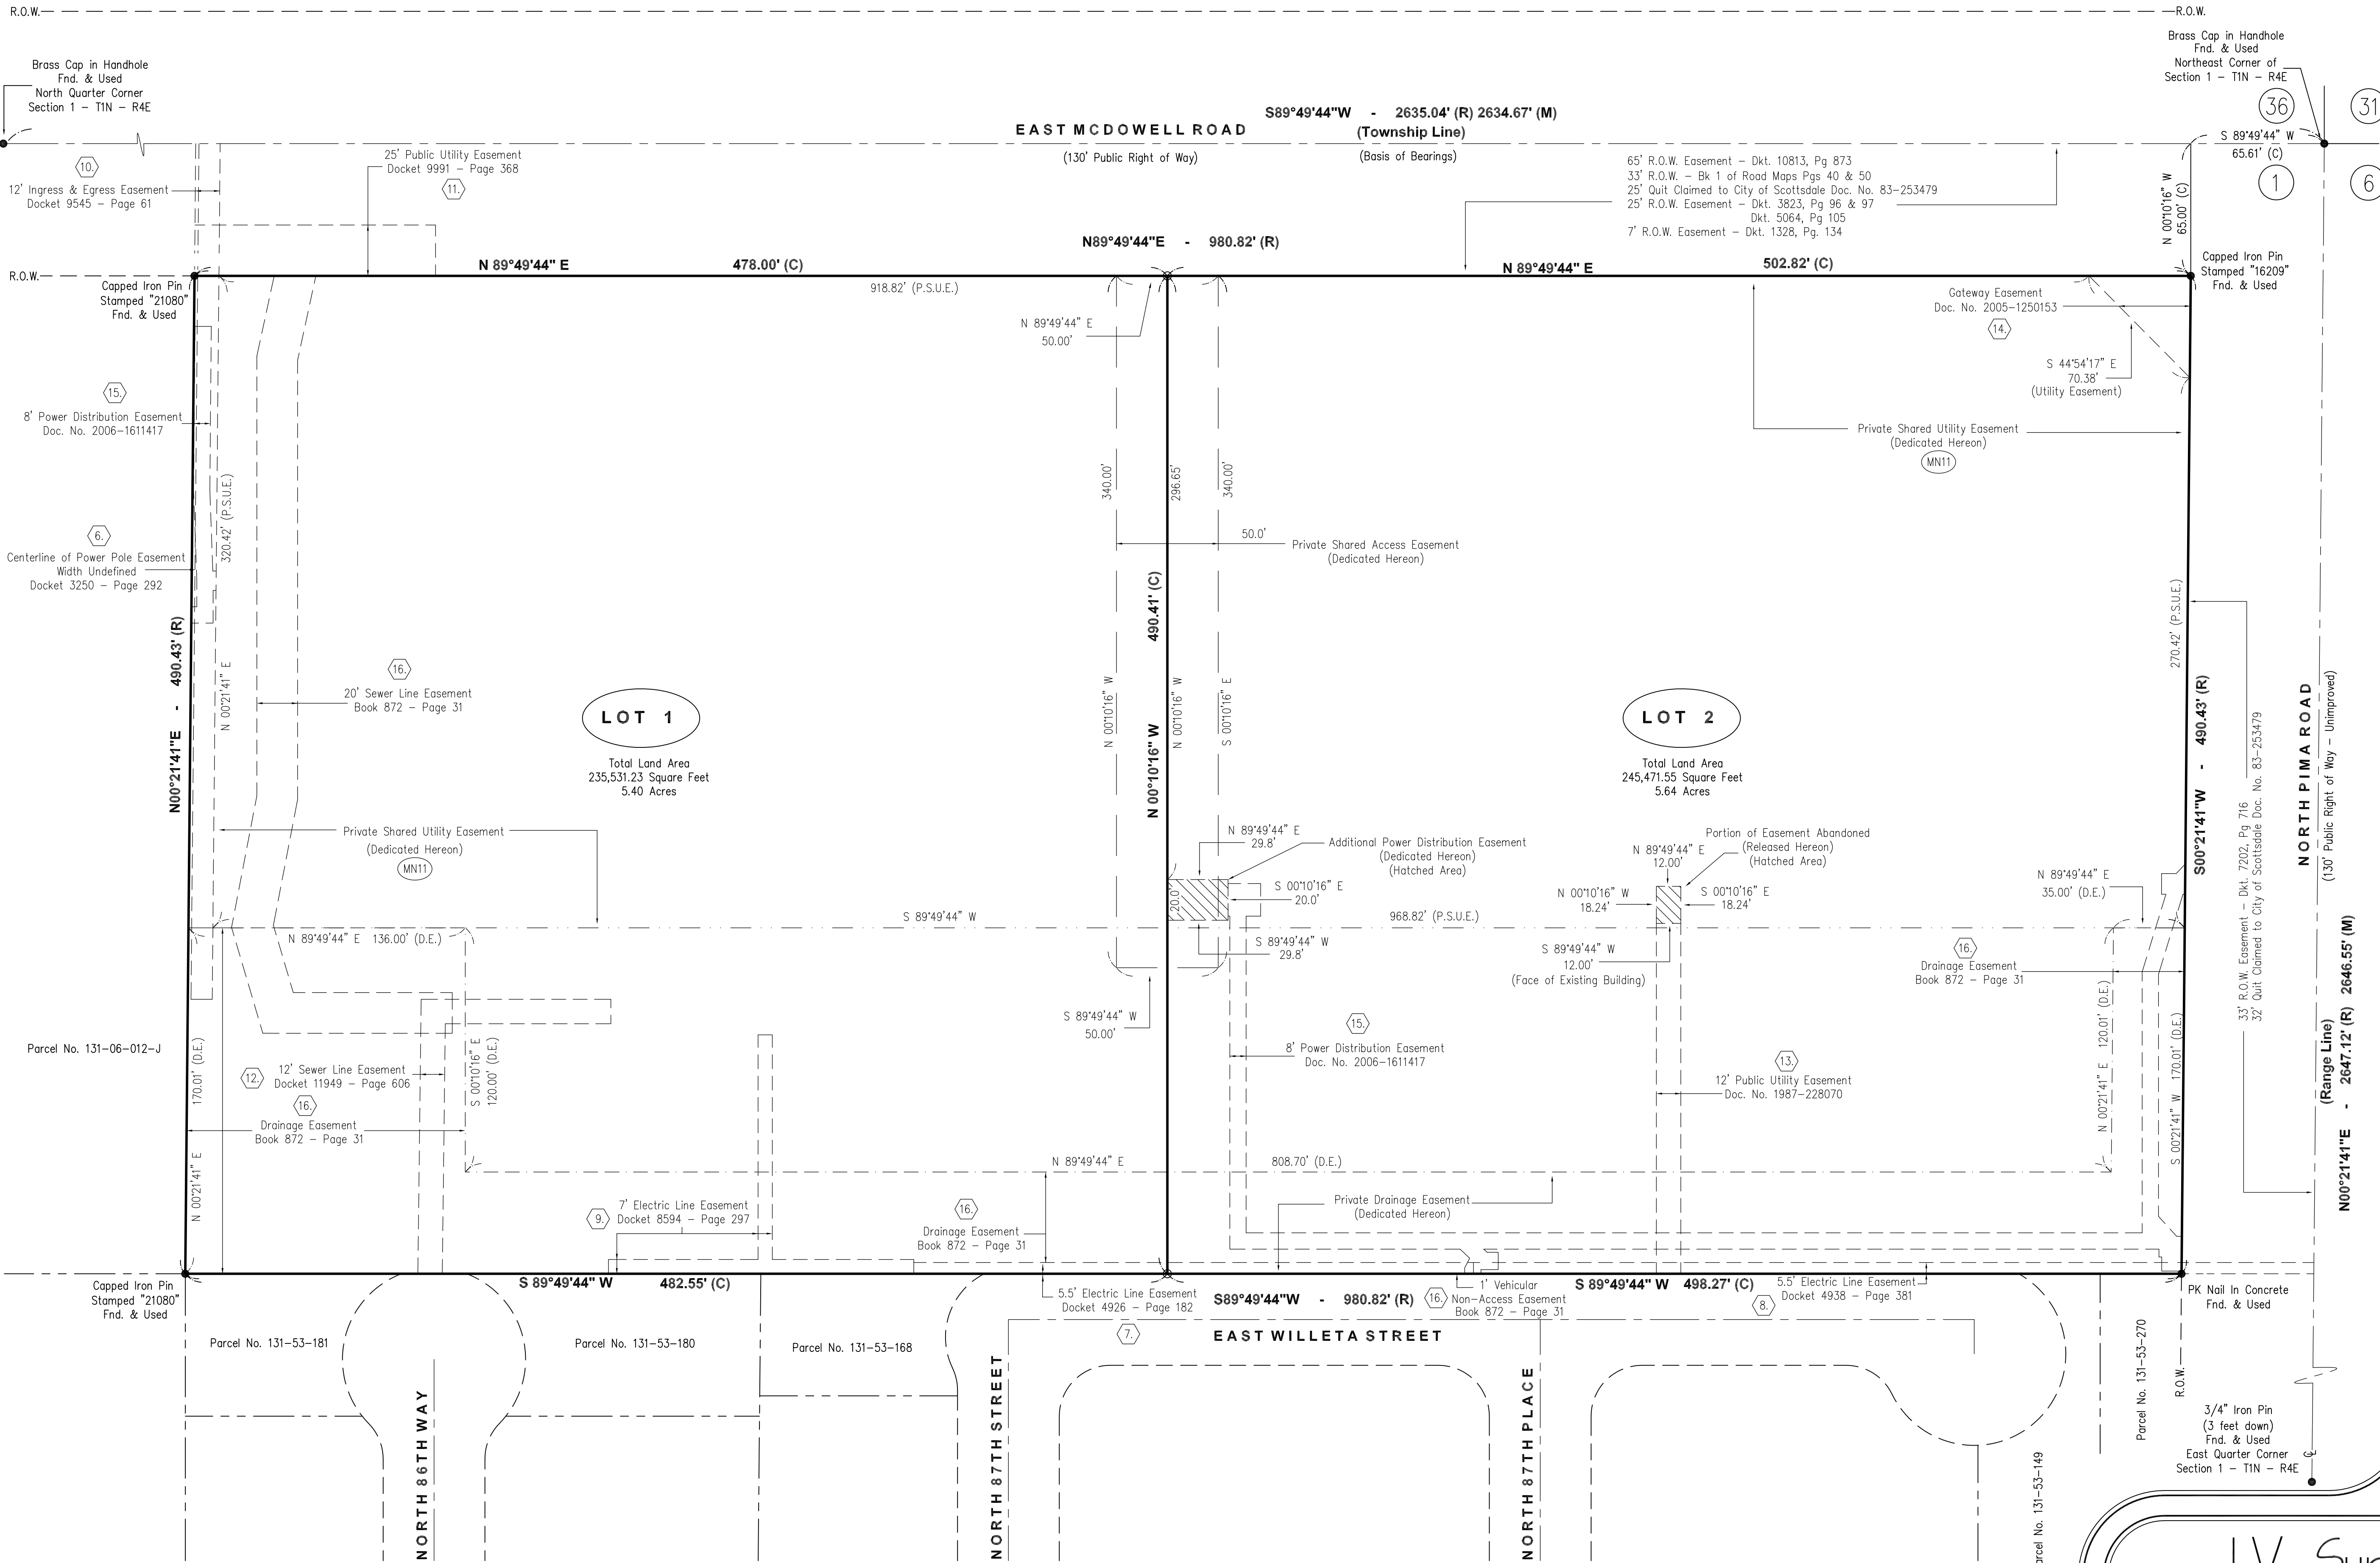 R.O.W.
R.O.W.
Brass Cap in Handhole
Fnd. & Used
North Quarter Corner
Section 1 – T1N – R4E
Brass Cap in Handhole
Fnd. & Used
Northeast Corner of
Section 1 – T1N – R4E
36
31
1
6
S89°49'44"W - 2635.04' (R) 2634.67' (M)
EAST MCDOWELL ROAD
(Township Line)
(130' Public Right of Way)
(Basis of Bearings)
S 89°49'44" W
65.61' (C)
N 00°10'16" W
65.00' (C)
10.
12' Ingress & Egress Easement
Docket 9545 – Page 61
25' Public Utility Easement
Docket 9991 – Page 368
11.
65' R.O.W. Easement – Dkt. 10813, Pg 873
33' R.O.W. – Bk 1 of Road Maps Pgs 40 & 50
25' Quit Claimed to City of Scottsdale Doc. No. 83-253479
25' R.O.W. Easement – Dkt. 3823, Pg 96 & 97
Dkt. 5064, Pg 105
7' R.O.W. Easement – Dkt. 1328, Pg. 134
N89°49'44"E - 980.82' (R)
R.O.W.
N 89°49'44" E
478.00' (C)
N 89°49'44" E
502.82' (C)
Capped Iron Pin
Stamped "21080"
Fnd. & Used
Capped Iron Pin
Stamped "16209"
Fnd. & Used
918.82' (P.S.U.E.)
N 89°49'44" E
50.00'
Gateway Easement
Doc. No. 2005-1250153
14.
S 44°54'17" E
70.38'
(Utility Easement)
15.
8' Power Distribution Easement
Doc. No. 2006-1611417
Private Shared Utility Easement
(Dedicated Hereon)
MN11
320.42' (P.S.U.E.)
N 00°21'41" E
340.00'
296.65'
340.00'
6.
Centerline of Power Pole Easement
Width Undefined
Docket 3250 – Page 292
50.0'
Private Shared Access Easement
(Dedicated Hereon)
N00°21'41"E - 490.43' (R)
490.41' (C)
N 00°10'16" W
N 00°10'16" W
N 00°10'16" W
S 00°10'16" E
270.42' (P.S.U.E.)
S00°21'41"W - 490.43' (R)
16.
20' Sewer Line Easement
Book 872 – Page 31
LOT 1
Total Land Area
235,531.23 Square Feet
5.40 Acres
LOT 2
Total Land Area
245,471.55 Square Feet
5.64 Acres
33' R.O.W. Easement – Dkt. 7202, Pg 716
32' Quit Claimed to City of Scottsdale Doc. No. 83-253479
NORTH PIMA ROAD
(130' Public Right of Way – Unimproved)
(Range Line)
N00°21'41"E - 2647.12' (R) 2646.55' (M)
Private Shared Utility Easement
(Dedicated Hereon)
MN11
N 89°49'44" E
29.8'
Additional Power Distribution Easement
(Dedicated Hereon)
(Hatched Area)
20.0'
S 00°10'16" E
20.0'
S 89°49'44" W
29.8'
Portion of Easement Abandoned
(Released Hereon)
(Hatched Area)
N 89°49'44" E
12.00'
N 00°10'16" W
18.24'
S 00°10'16" E
18.24'
S 89°49'44" W
12.00'
(Face of Existing Building)
N 89°49'44" E
35.00' (D.E.)
S 89°49'44" W
968.82' (P.S.U.E.)
N 89°49'44" E 136.00' (D.E.)
16.
Drainage Easement
Book 872 – Page 31
S 89°49'44" W
50.00'
15.
8' Power Distribution Easement
Doc. No. 2006-1611417
13.
12' Public Utility Easement
Doc. No. 1987-228070
Parcel No. 131-06-012-J
170.01' (D.E.)
N 00°21'41" E
12.
12' Sewer Line Easement
Docket 11949 – Page 606
16.
Drainage Easement
Book 872 – Page 31
S 00°10'16" E
120.00' (D.E.)
N 00°21'41" E 120.01' (D.E.)
S 00°21'41" W 170.01' (D.E.)
N 89°49'44" E
808.70' (D.E.)
9.
7' Electric Line Easement
Docket 8594 – Page 297
16.
Drainage Easement
Book 872 – Page 31
Private Drainage Easement
(Dedicated Hereon)
Capped Iron Pin
Stamped "21080"
Fnd. & Used
S 89°49'44" W
482.55' (C)
5.5' Electric Line Easement
Docket 4926 – Page 182
S89°49'44"W - 980.82' (R)
16.
1' Vehicular
Non-Access Easement
Book 872 – Page 31
S 89°49'44" W 498.27' (C)
8.
5.5' Electric Line Easement
Docket 4938 – Page 381
PK Nail In Concrete
Fnd. & Used
7.
EAST WILLETA STREET
Parcel No. 131-53-181
Parcel No. 131-53-180
Parcel No. 131-53-168
NORTH 86TH WAY
NORTH 87TH STREET
NORTH 87TH PLACE
Parcel No. 131-53-149
Parcel No. 131-53-270
R.O.W.
3/4" Iron Pin
(3 feet down)
Fnd. & Used
East Quarter Corner
Section 1 – T1N – R4E